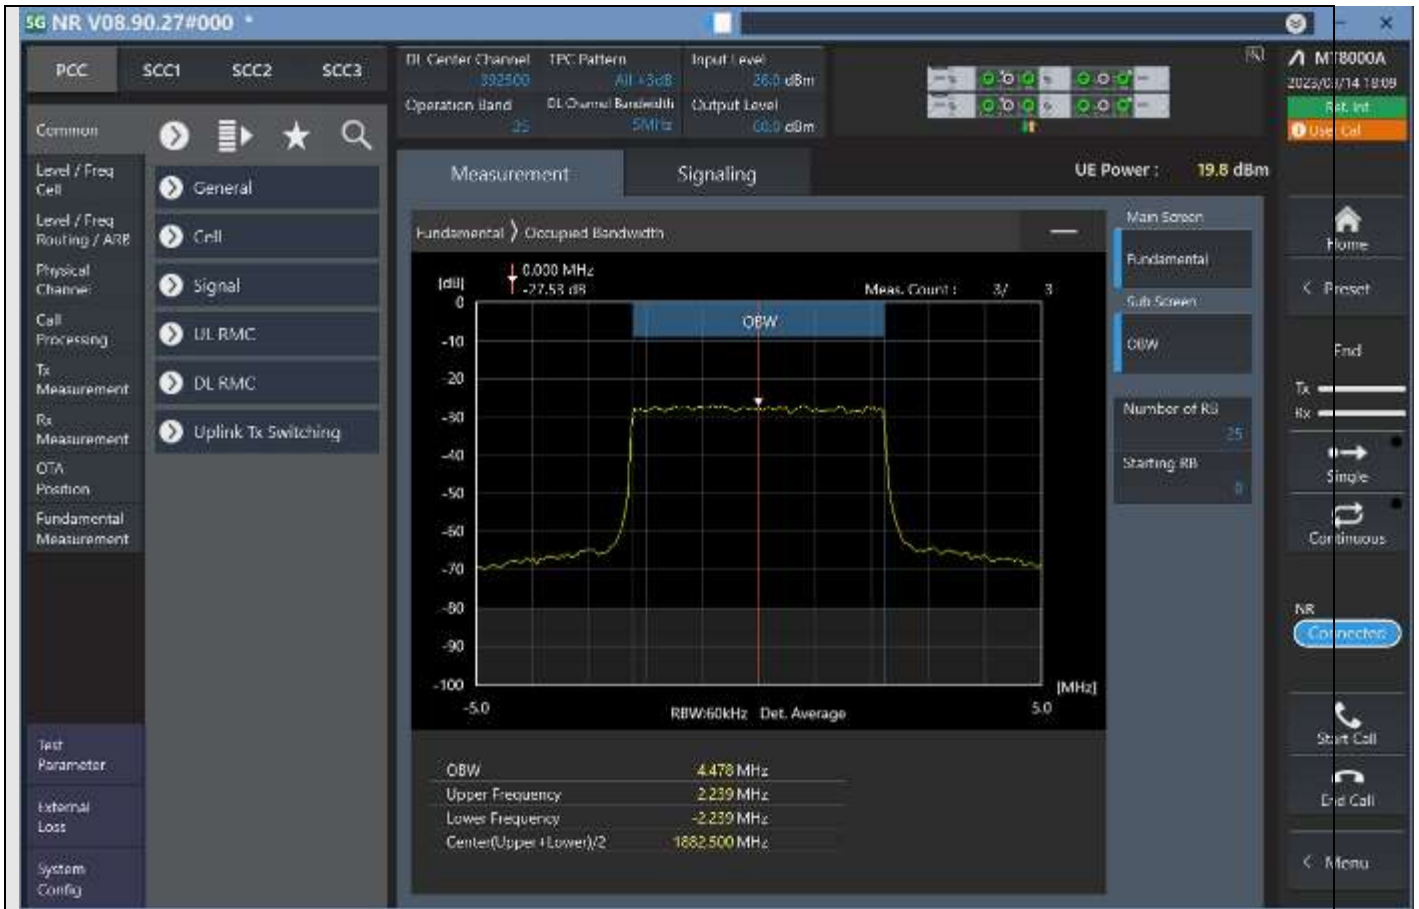 5G NR V08.90.27#000 *
PCC SCC1 SCC2 SCC3
DL Center Channel TPC Pattern Input Level
392500 All +3dB 26.0 dBm
Operation Band DL Channel Bandwidth Output Level
25 5MHz dBm
MT8000A
2023/03/14 18:09
Ref. Int
User Cal
Common
Level / Freq
Cell
Level / Freq
Routing / ARB
Physical
Channel
Call
Processing
Tx
Measurement
Rx
Measurement
OTA
Position
Fundamental
Measurement
Test
Parameter
External
Loss
System
Config
General
Cell
Signal
UL RMC
DL RMC
Uplink Tx Switching
Measurement Signaling
UE Power : 19.8 dBm
Fundamental > Occupied Bandwidth
[dB]
0.000 MHz
-27.53 dB
Meas. Count : 3/ 3
OBW
0
-10
-20
-30
-40
-50
-60
-70
-80
-90
-100
[MHz]
-5.0 RBW:60kHz Det. Average 5.0
OBW 4.478 MHz
Upper Frequency 2.239 MHz
Lower Frequency -2.239 MHz
Center(Upper+Lower)/2 1882.500 MHz
Main Screen
Fundamental
Sub Screen
OBW
Number of RB
25
Starting RB
0
Home
< Preset
End
Tx
Rx
Single
Continuous
NR
Connected
Start Call
End Call
< Menu